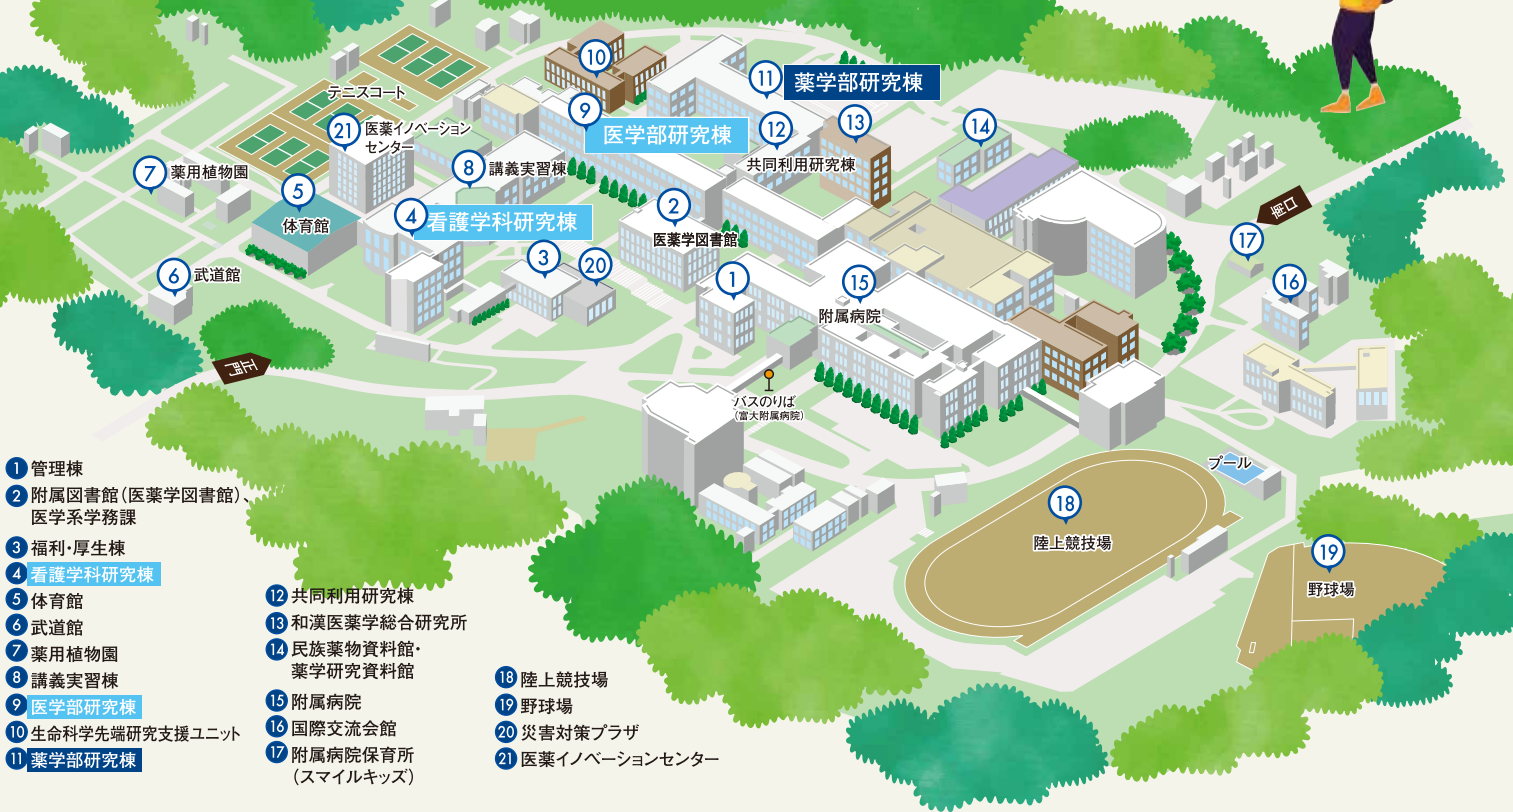 10
11 薬学部研究棟
テニスコート
9
医学部研究棟
21 医薬イノベーション
センター
12
共同利用研究棟
13
14
8 講義実習棟
7 薬用植物園
5
体育館
4 看護学科研究棟
2
医薬学図書館
南口
17
6 武道館
3
20
1
15
附属病院
16
正門
バスのりば
(富大附属病院)
プール
18
陸上競技場
19
野球場
1 管理棟
2 附属図書館(医薬学図書館)、
医学系学務課
3 福利・厚生棟
4 看護学科研究棟
5 体育館
6 武道館
7 薬用植物園
8 講義実習棟
9 医学部研究棟
10 生命科学先端研究支援ユニット
11 薬学部研究棟
12 共同利用研究棟
13 和漢医薬学総合研究所
14 民族薬物資料館・
薬学研究資料館
15 附属病院
16 国際交流会館
17 附属病院保育所
(スマイルキッズ)
18 陸上競技場
19 野球場
20 災害対策プラザ
21 医薬イノベーションセンター